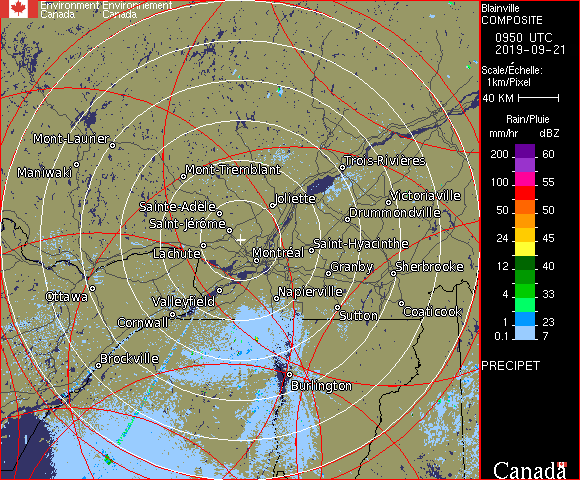 Environment Environnement
Canada Canada
Blainville
COMPOSITE
0950 UTC
2019-09-21
Scale/Échelle:
1km/Pixel
40 KM
Rain/Pluie
mm/hr dBZ
200 60
100 55
50 50
24 45
12 40
4 33
1 23
0.1 7
PRECIPET
Mont-Laurier
Maniwaki
Mont-Tremblant
Trois-Rivières
Joliette
Victoriaville
Sainte-Adèle
Drummondville
Saint-Jérôme
Lachute
Montréal
Saint-Hyacinthe
Granby
Sherbrooke
Ottawa
Valleyfield
Napierville
Cornwall
Sutton
Coaticook
Brockville
Burlington
Canada